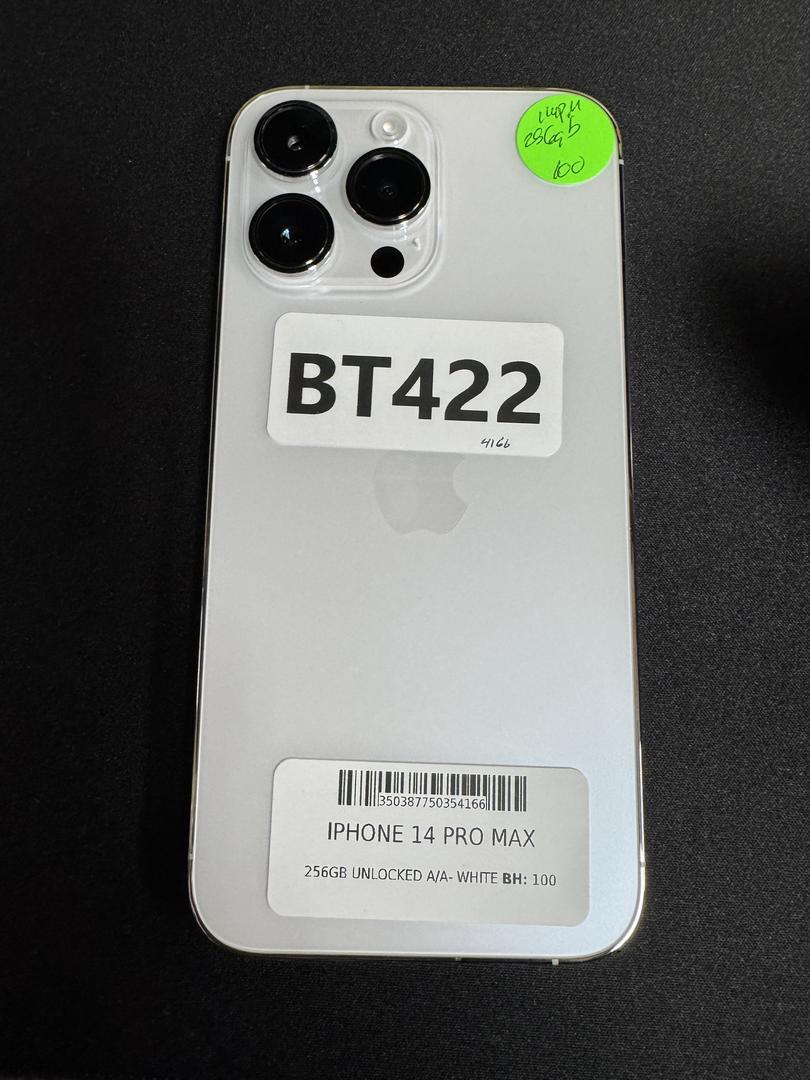 14PM
256gb
100
BT422
4166
350387750354166
IPHONE 14 PRO MAX
256GB UNLOCKED A/A- WHITE BH: 100